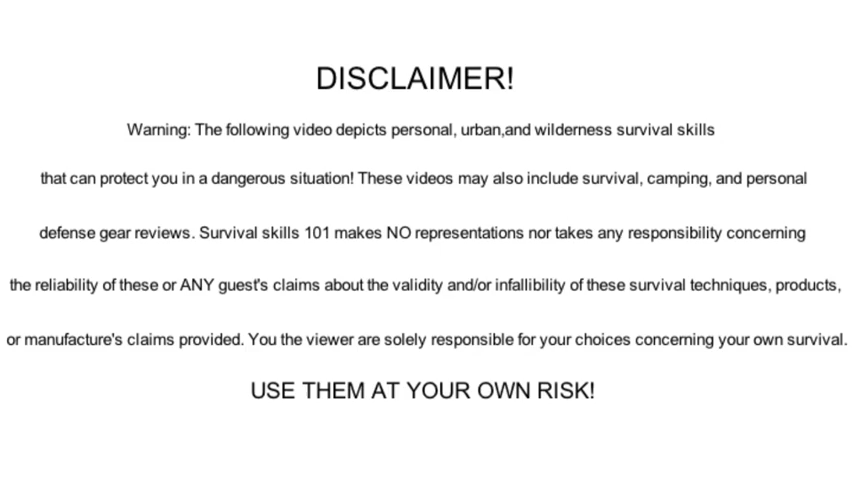 DISCLAIMER!
Warning: The following video depicts personal, urban,and wilderness survival skills
that can protect you in a dangerous situation! These videos may also include survival, camping, and personal
defense gear reviews. Survival skills 101 makes NO representations nor takes any responsibility concerning
the reliability of these or ANY guest's claims about the validity and/or infallibility of these survival techniques, products,
or manufacture's claims provided. You the viewer are solely responsible for your choices concerning your own survival.
USE THEM AT YOUR OWN RISK!